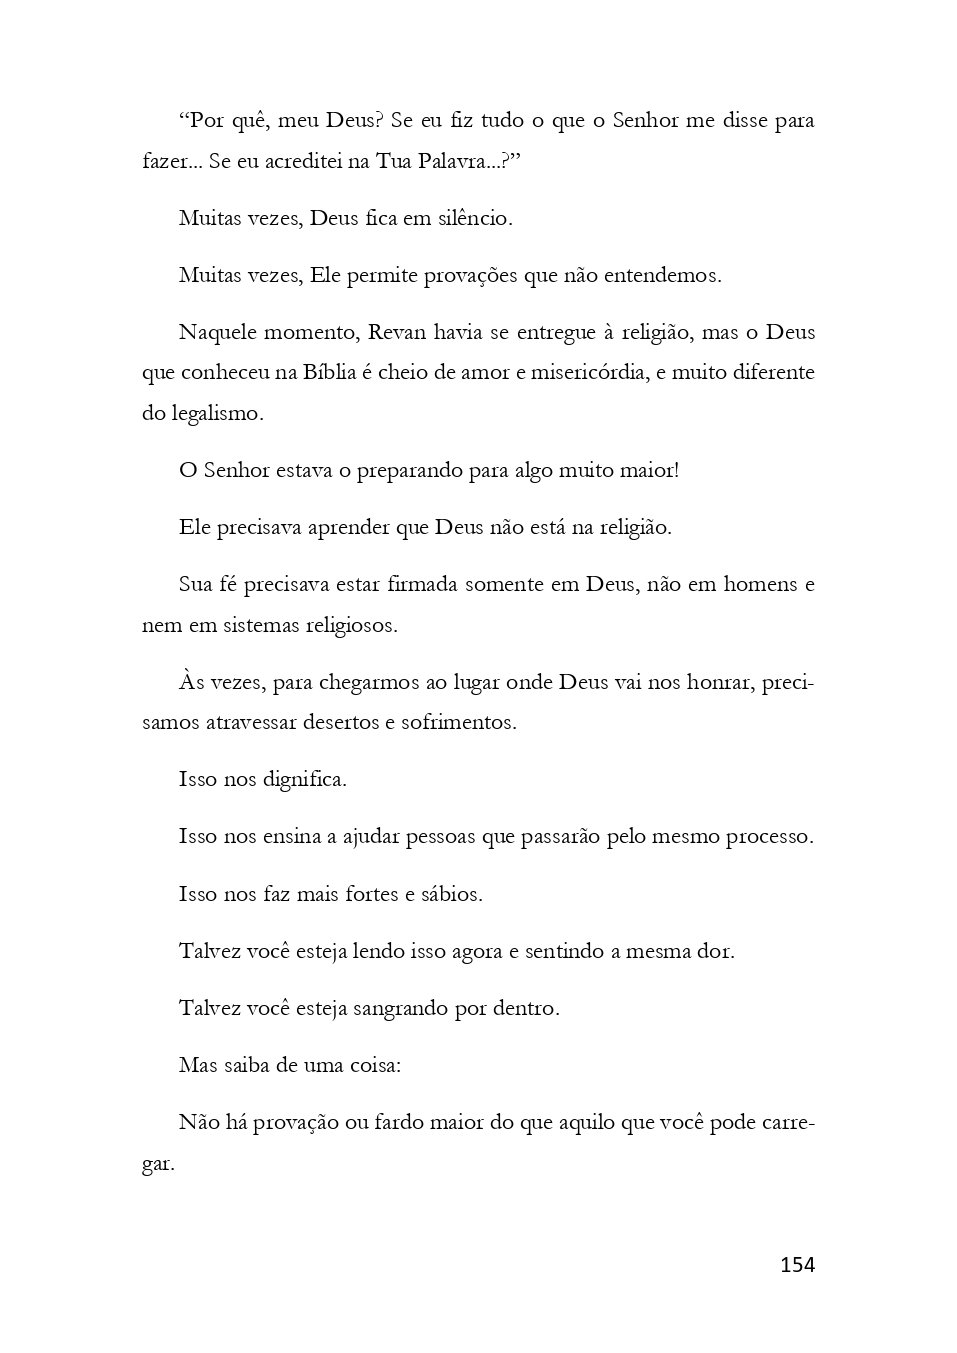 “Por quê, meu Deus? Se eu fiz tudo o que o Senhor me disse para
fazer... Se eu acreditei na Tua Palavra...?”
Muitas vezes, Deus fica em silêncio.
Muitas vezes, Ele permite provações que não entendemos.
Naquele momento, Revan havia se entregue à religião, mas o Deus
que conheceu na Bíblia é cheio de amor e misericórdia, e muito diferente
do legalismo.
O Senhor estava o preparando para algo muito maior!
Ele precisava aprender que Deus não está na religião.
Sua fé precisava estar firmada somente em Deus, não em homens e
nem em sistemas religiosos.
Às vezes, para chegarmos ao lugar onde Deus vai nos honrar, preci-
samos atravessar desertos e sofrimentos.
Isso nos dignifica.
Isso nos ensina a ajudar pessoas que passarão pelo mesmo processo.
Isso nos faz mais fortes e sábios.
Talvez você esteja lendo isso agora e sentindo a mesma dor.
Talvez você esteja sangrando por dentro.
Mas saiba de uma coisa:
Não há provação ou fardo maior do que aquilo que você pode carre-
gar.
154